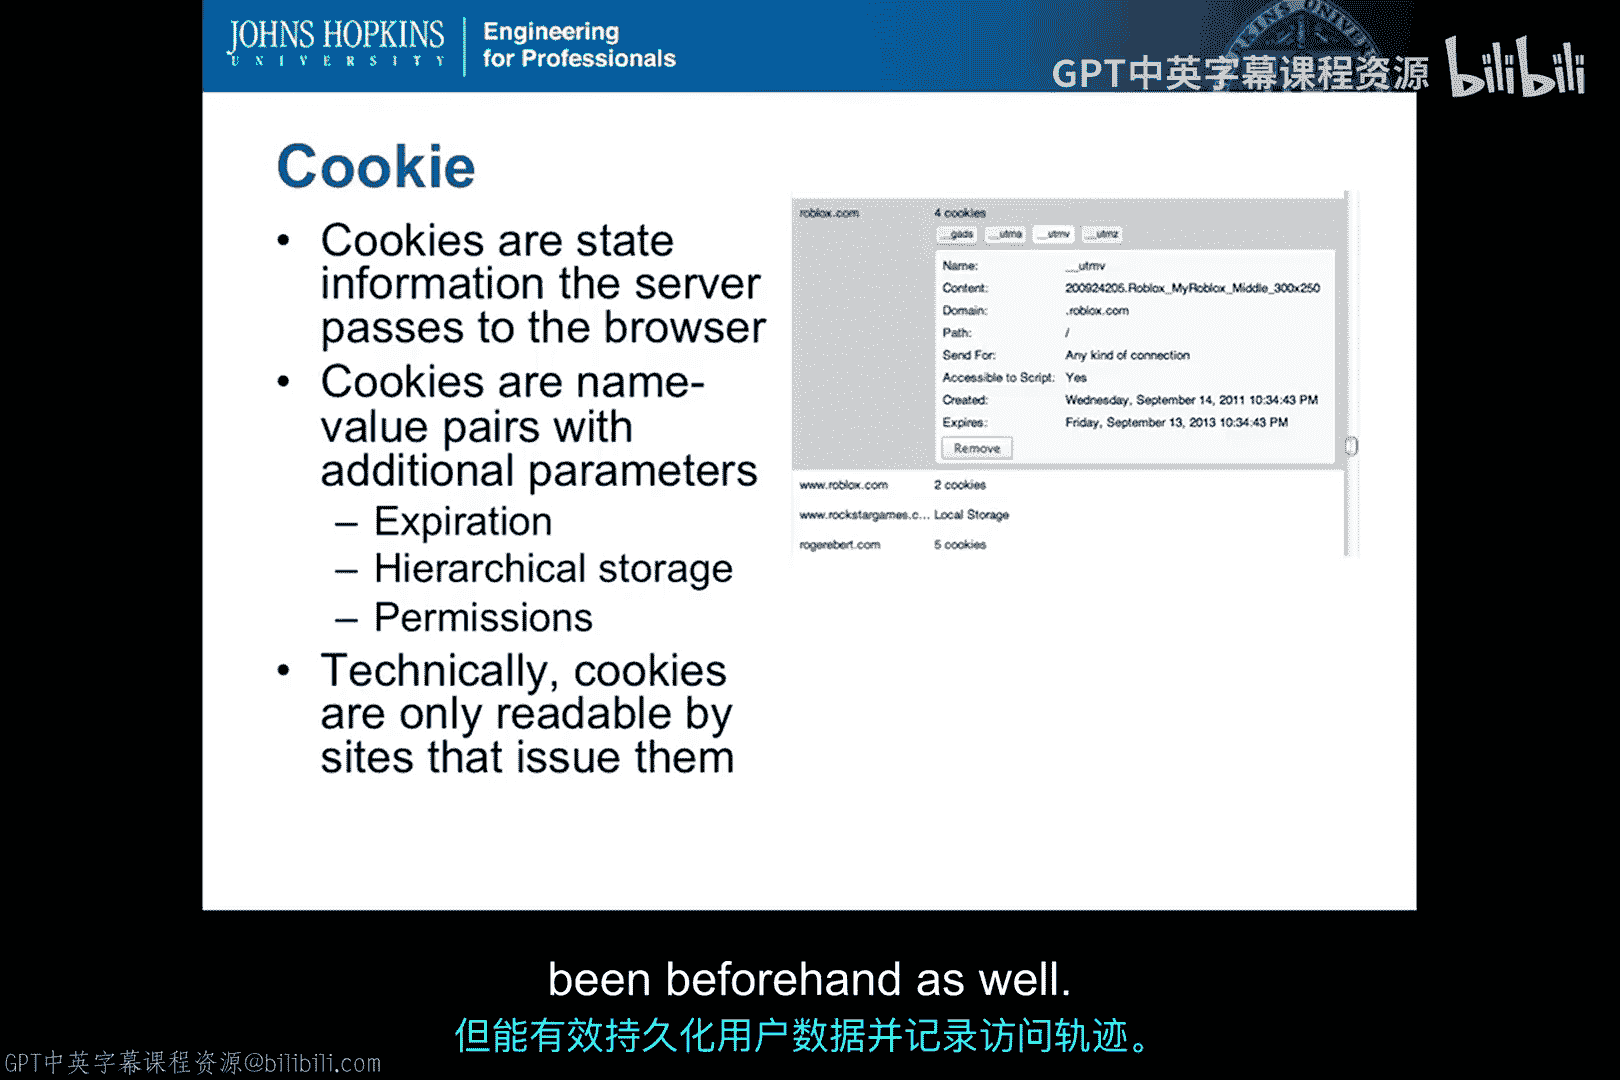 JOHNS HOPKINS
UNIVERSITY
Engineering
for Professionals
GPT中英字幕课程资源 bilibili
Cookie
• Cookies are state
information the server
passes to the browser
• Cookies are name-
value pairs with
additional parameters
– Expiration
– Hierarchical storage
– Permissions
• Technically, cookies
are only readable by
sites that issue them
roblox.com 4 cookies
__gads __utma __utmv __utmz
Name: __utmv
Content: 200924205.Roblox_MyRoblox_Middle_300x250
Domain: .roblox.com
Path: /
Send For: Any kind of connection
Accessible to Script: Yes
Created: Wednesday, September 14, 2011 10:34:43 PM
Expires: Friday, September 13, 2013 10:34:43 PM
Remove
www.roblox.com 2 cookies
www.rockstargames.c... Local Storage
rogerebert.com 5 cookies
been beforehand as well.
但能有效持久化用户数据并记录访问轨迹。
GPT中英字幕课程资源@bilibili.com